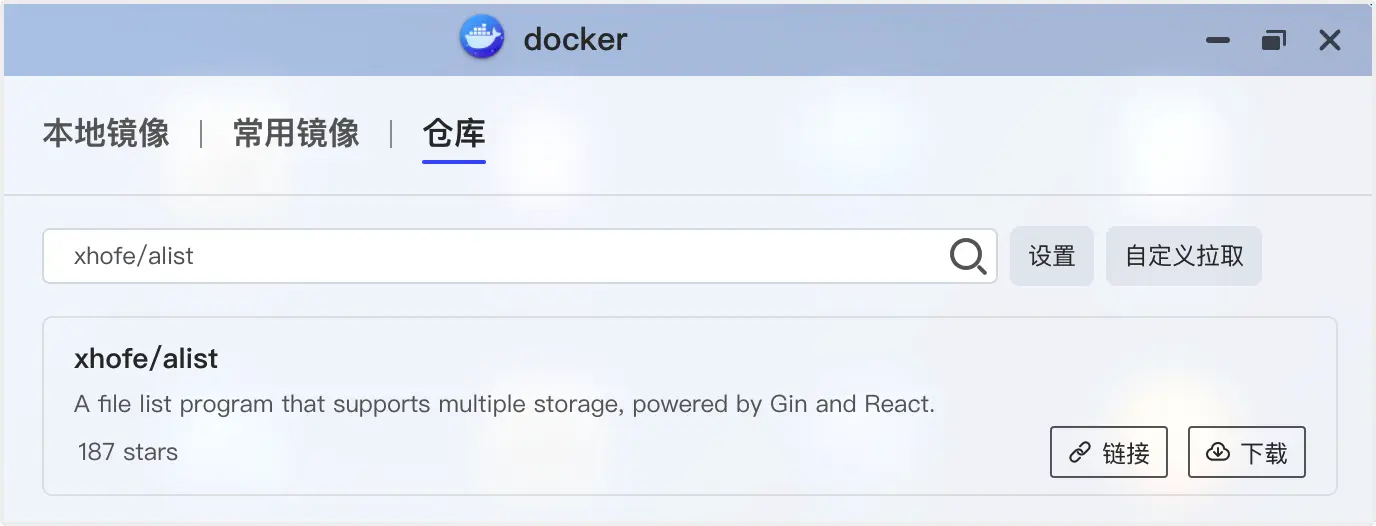 docker
本地镜像 | 常用镜像 | 仓库
xhofe/alist 设置 自定义拉取
xhofe/alist
A file list program that supports multiple storage, powered by Gin and React.
187 stars 链接 下载